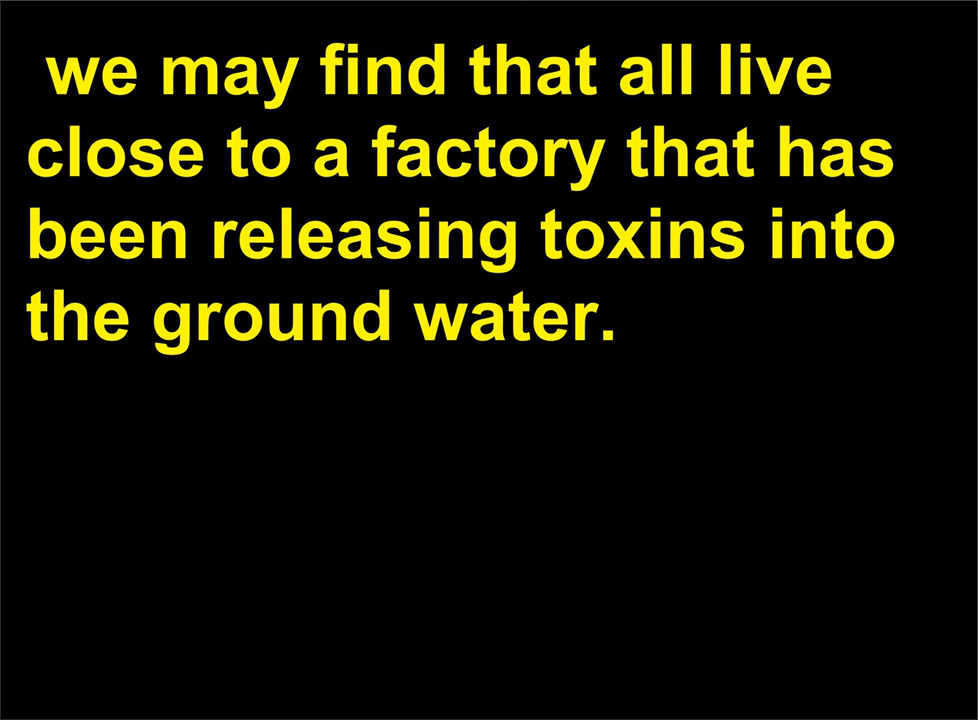 we may find that all live
close to a factory that has
been releasing toxins into
the ground water.